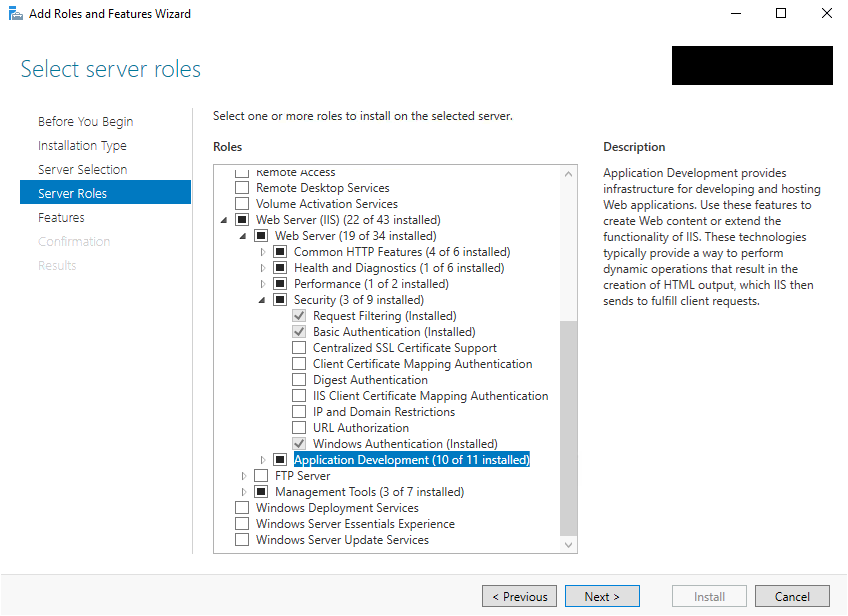 Add Roles and Features Wizard
Select server roles
Before You Begin
Installation Type
Server Selection
Server Roles
Features
Confirmation
Results
Select one or more roles to install on the selected server.
Roles
Remote Access
Remote Desktop Services
Volume Activation Services
Web Server (IIS) (22 of 43 installed)
Web Server (19 of 34 installed)
Common HTTP Features (4 of 6 installed)
Health and Diagnostics (1 of 6 installed)
Performance (1 of 2 installed)
Security (3 of 9 installed)
Request Filtering (Installed)
Basic Authentication (Installed)
Centralized SSL Certificate Support
Client Certificate Mapping Authentication
Digest Authentication
IIS Client Certificate Mapping Authentication
IP and Domain Restrictions
URL Authorization
Windows Authentication (Installed)
Application Development (10 of 11 installed)
FTP Server
Management Tools (3 of 7 installed)
Windows Deployment Services
Windows Server Essentials Experience
Windows Server Update Services
Description
Application Development provides
infrastructure for developing and hosting
Web applications. Use these features to
create Web content or extend the
functionality of IIS. These technologies
typically provide a way to perform
dynamic operations that result in the
creation of HTML output, which IIS then
sends to fulfill client requests.
< Previous
Next >
Install
Cancel